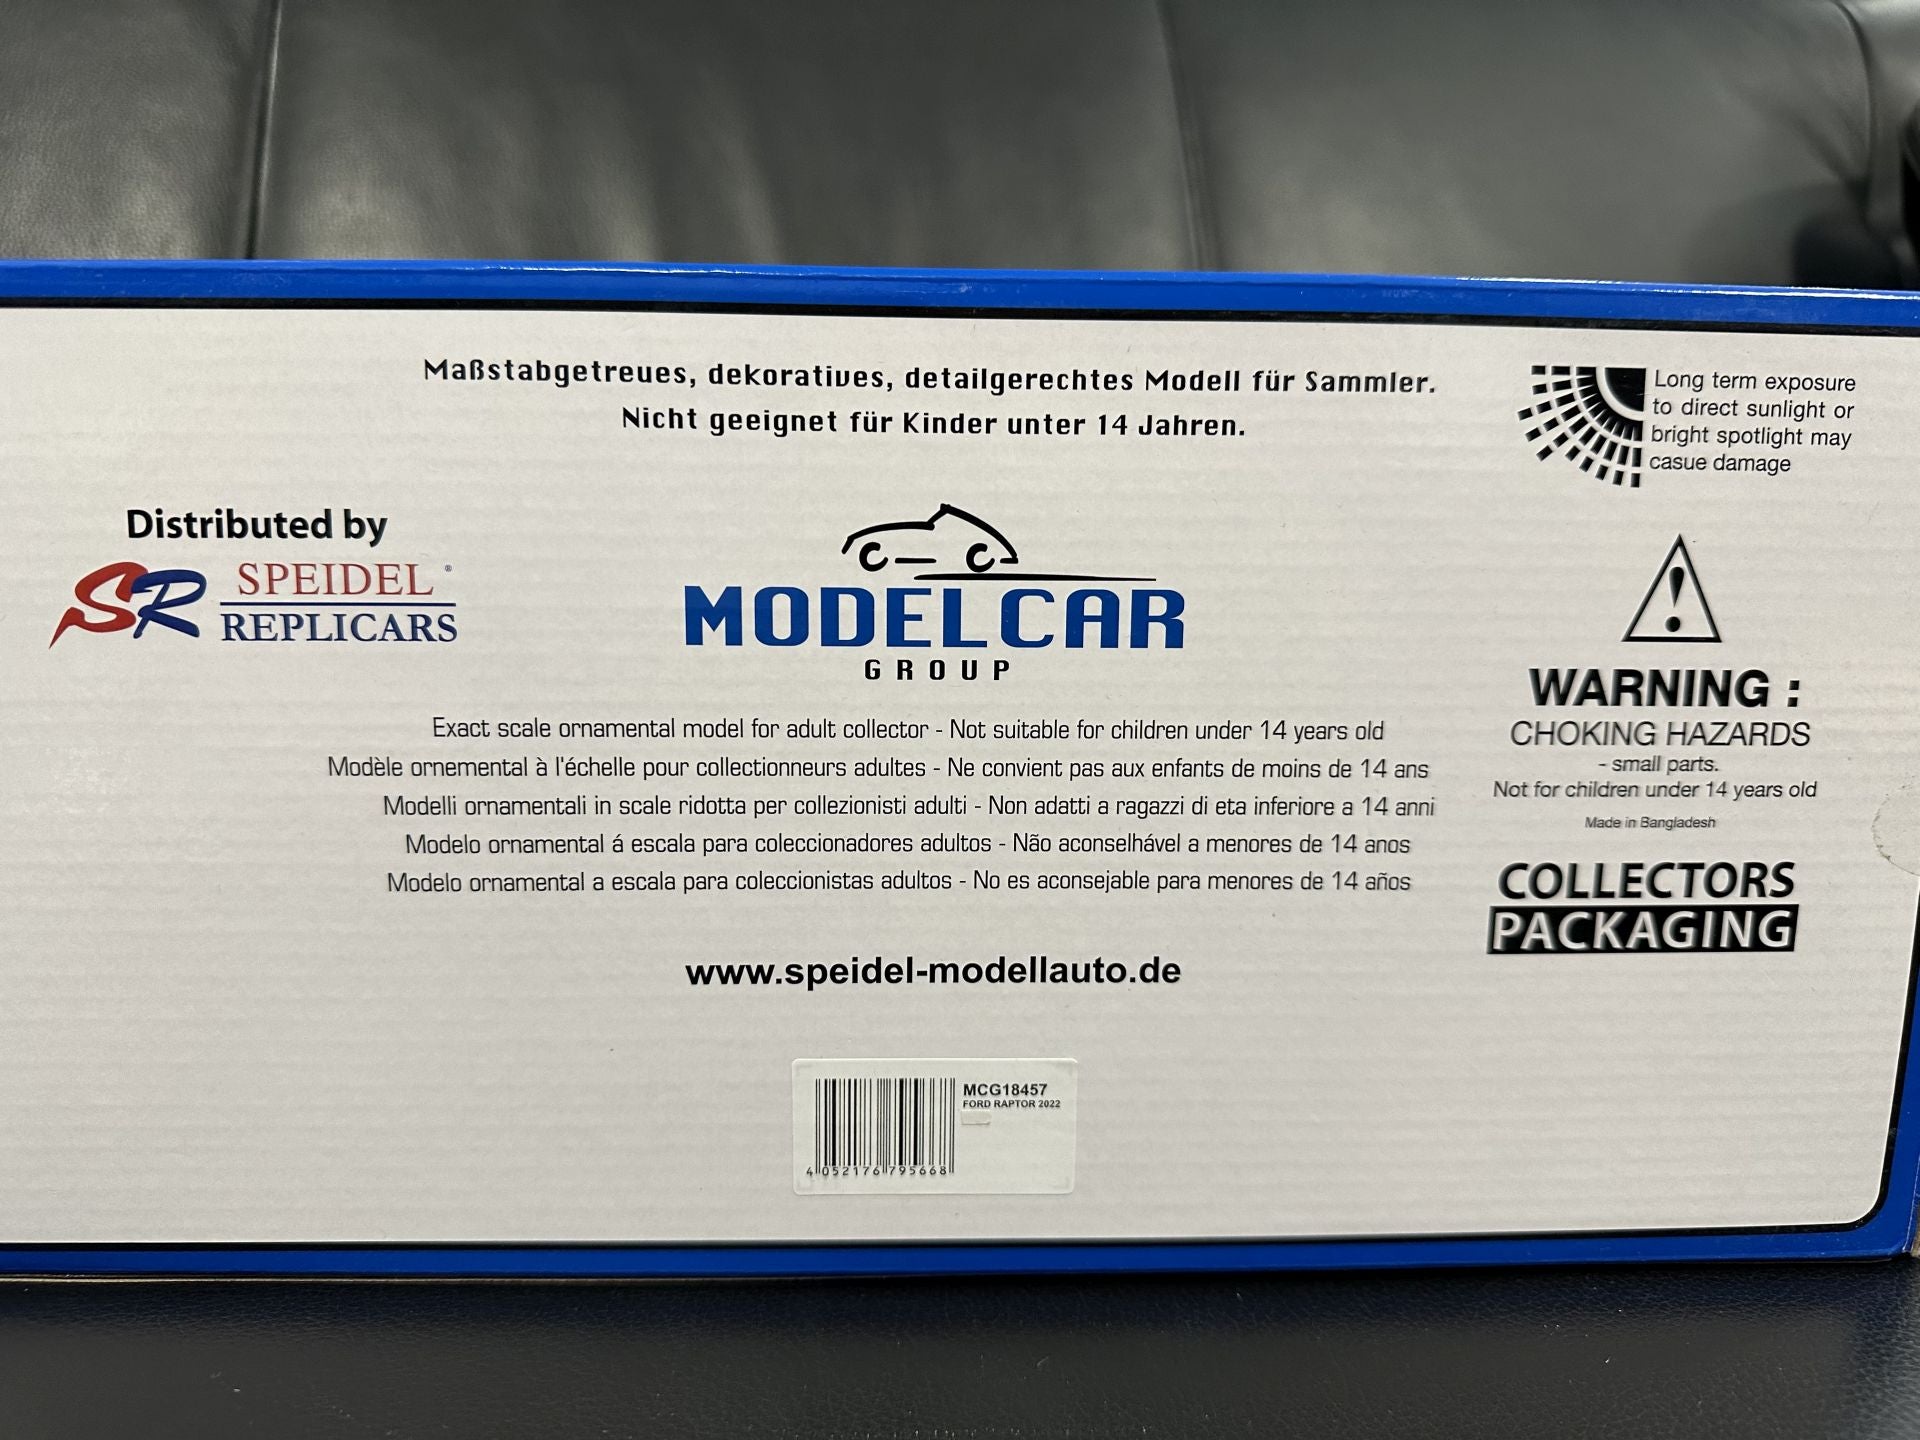 Maßstabgetreues, dekoratives, detailgerechtes Modell für Sammler.
Nicht geeignet für Kinder unter 14 Jahren.
Long term exposure
to direct sunlight or
bright spotlight may
casue damage
Distributed by
SR SPEIDEL®
REPLICARS
MODELCAR
GROUP
Exact scale ornamental model for adult collector - Not suitable for children under 14 years old
Modèle ornemental à l'échelle pour collectionneurs adultes - Ne convient pas aux enfants de moins de 14 ans
Modelli ornamentali in scale ridotta per collezionisti adulti - Non adatti a ragazzi di eta inferiore a 14 anni
Modelo ornamental á escala para coleccionadores adultos - Não aconselhável a menores de 14 anos
Modelo ornamental a escala para coleccionistas adultos - No es aconsejable para menores de 14 años
www.speidel-modellauto.de
!
WARNING :
CHOKING HAZARDS
- small parts.
Not for children under 14 years old
Made in Bangladesh
COLLECTORS
PACKAGING
MCG18457
FORD RAPTOR 2022
4 052176 795668